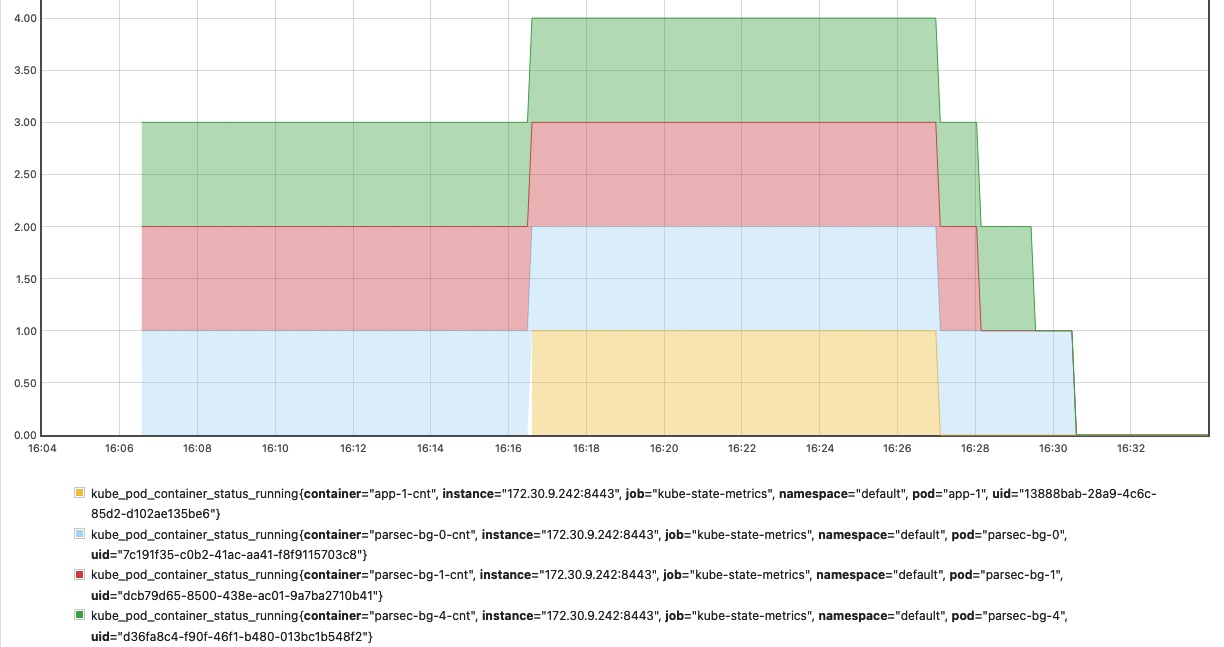 4.00
3.50
3.00
2.50
2.00
1.50
1.00
0.50
0.00
16:04 16:06 16:08 16:10 16:12 16:14 16:16 16:18 16:20 16:22 16:24 16:26 16:28 16:30 16:32
kube_pod_container_status_running{container="app-1-cnt", instance="172.30.9.242:8443", job="kube-state-metrics", namespace="default", pod="app-1", uid="13888bab-28a9-4c6c-
85d2-d102ae135be6"}
kube_pod_container_status_running{container="parsec-bg-0-cnt", instance="172.30.9.242:8443", job="kube-state-metrics", namespace="default", pod="parsec-bg-0",
uid="7c191f35-c0b2-41ac-aa41-f8f9115703c8"}
kube_pod_container_status_running{container="parsec-bg-1-cnt", instance="172.30.9.242:8443", job="kube-state-metrics", namespace="default", pod="parsec-bg-1",
uid="dcb79d65-8500-438e-ac01-9a7ba2710b41"}
kube_pod_container_status_running{container="parsec-bg-4-cnt", instance="172.30.9.242:8443", job="kube-state-metrics", namespace="default", pod="parsec-bg-4",
uid="d36fa8c4-f90f-46f1-b480-013bc1b548f2"}